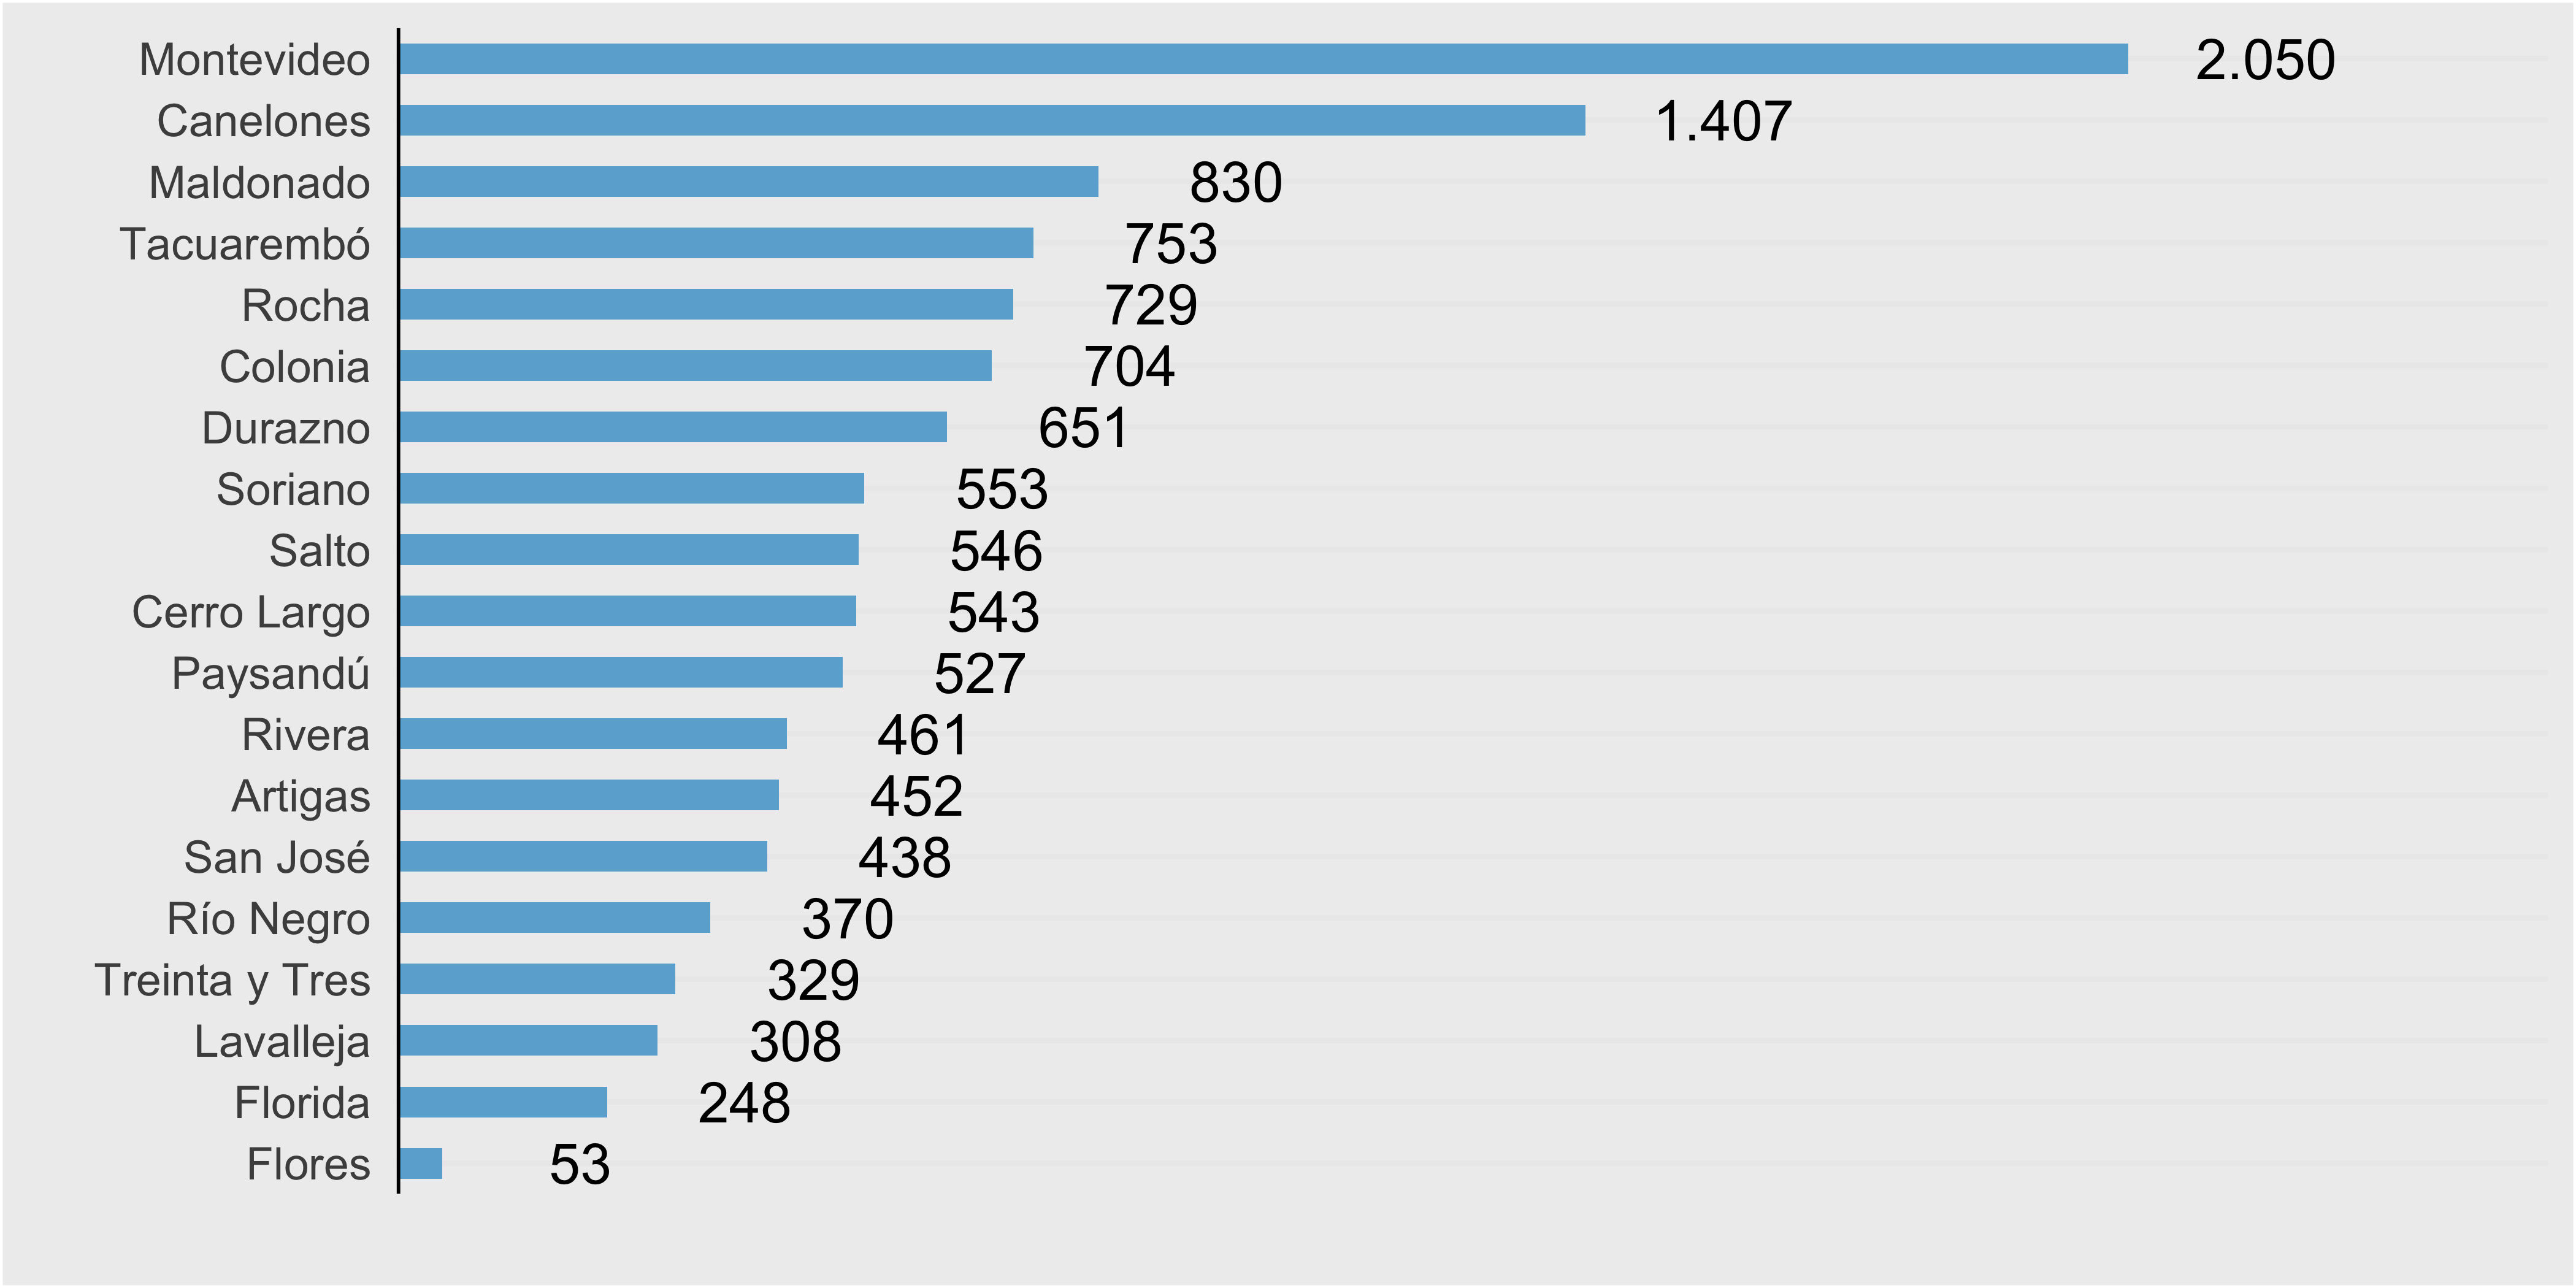 Montevideo 2.050
Canelones 1.407
Maldonado 830
Tacuarembó 753
Rocha 729
Colonia 704
Durazno 651
Soriano 553
Salto 546
Cerro Largo 543
Paysandú 527
Rivera 461
Artigas 452
San José 438
Río Negro 370
Treinta y Tres 329
Lavalleja 308
Florida 248
Flores 53